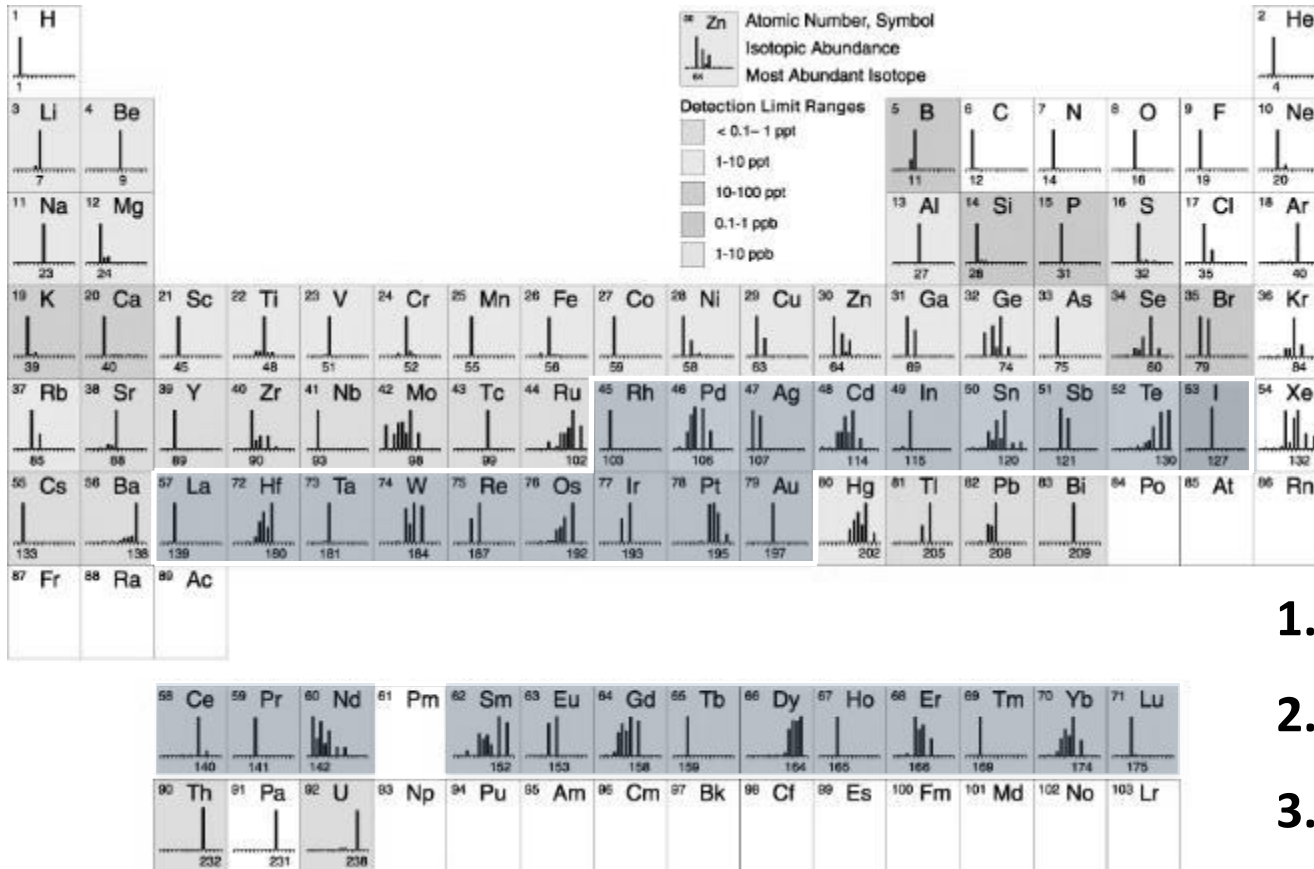 1 H
2 He
1
4
30 Zn Atomic Number, Symbol
Isotopic Abundance
64 Most Abundant Isotope
Detection Limit Ranges
< 0.1– 1 ppt
1-10 ppt
10-100 ppt
0.1-1 ppb
1-10 ppb
3 Li 4 Be 5 B 6 C 7 N 8 O 9 F 10 Ne
7 9 11 12 14 16 19 20
11 Na 12 Mg 13 Al 14 Si 15 P 16 S 17 Cl 18 Ar
23 24 27 28 31 32 35 40
19 K 20 Ca 21 Sc 22 Ti 23 V 24 Cr 25 Mn 26 Fe 27 Co 28 Ni 29 Cu 30 Zn 31 Ga 32 Ge 33 As 34 Se 35 Br 36 Kr
39 40 45 48 51 52 55 56 59 58 63 64 69 74 75 80 79 84
37 Rb 38 Sr 39 Y 40 Zr 41 Nb 42 Mo 43 Tc 44 Ru 45 Rh 46 Pd 47 Ag 48 Cd 49 In 50 Sn 51 Sb 52 Te 53 I 54 Xe
85 88 89 90 93 98 99 102 103 106 107 114 115 120 121 130 127 132
55 Cs 56 Ba 57 La 72 Hf 73 Ta 74 W 75 Re 76 Os 77 Ir 78 Pt 79 Au 80 Hg 81 Tl 82 Pb 83 Bi 84 Po 85 At 86 Rn
133 138 139 180 181 184 187 192 193 195 197 202 205 208 209
87 Fr 88 Ra 89 Ac
1.
58 Ce 59 Pr 60 Nd 61 Pm 62 Sm 63 Eu 64 Gd 65 Tb 66 Dy 67 Ho 68 Er 69 Tm 70 Yb 71 Lu
2.
140 141 142 152 153 158 159 164 165 166 169 174 175
90 Th 91 Pa 92 U 93 Np 94 Pu 95 Am 96 Cm 97 Bk 98 Cf 99 Es 100 Fm 101 Md 102 No 103 Lr
3.
232 231 238